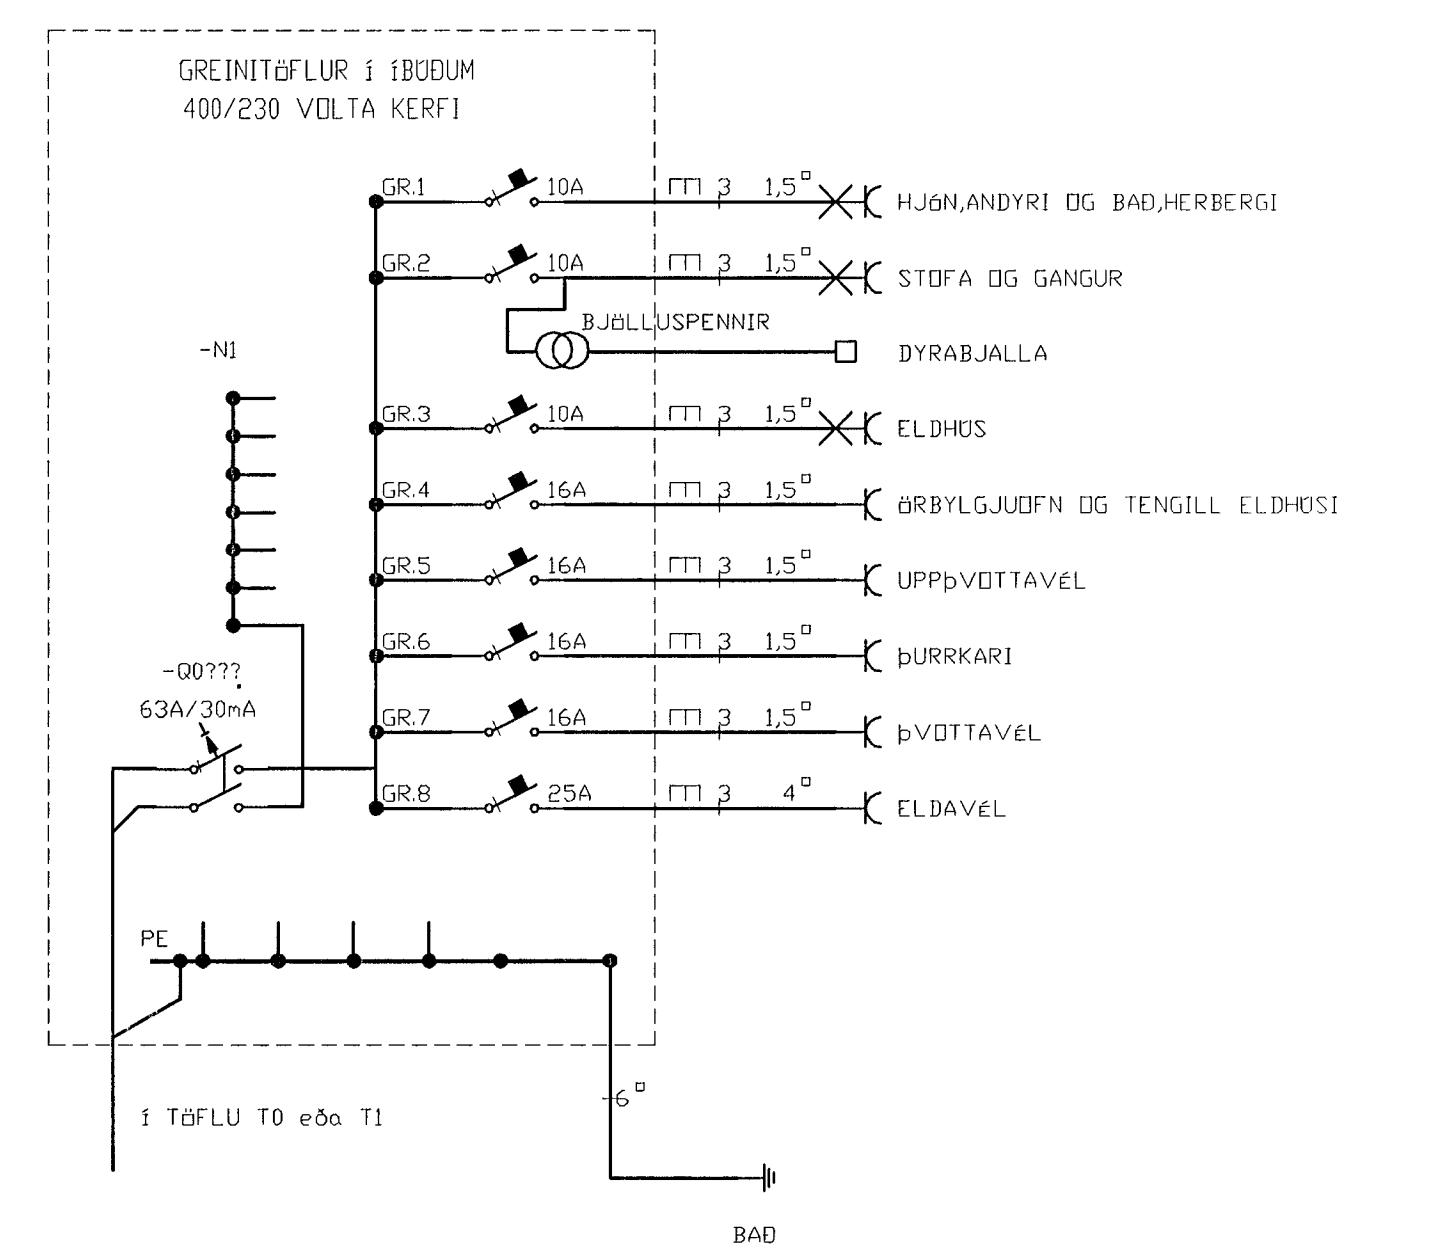 GREINITÖFLUR Í ÍBÚÐUM
400/230 VOLTA KERFI
GR.1 10A 3 1,5□ HJÓN,ANDYRI OG BAÐ,HERBERGI
GR.2 10A 3 1,5□ STOFA OG GANGUR
BJÖLLUSPENNIR
-N1
DYRABJALLA
GR.3 10A 3 1,5□ ELDHÚS
GR.4 16A 3 1,5□ ÖRBYLGJUOFN OG TENGILL ELDHÚSI
GR.5 16A 3 1,5□ UPPÞVOTTAVÉL
GR.6 16A 3 1,5□ ÞURRKARI
-Q0???
63A/30mA
GR.7 16A 3 1,5□ ÞVOTTAVÉL
GR.8 25A 3 4□ ELDAVÉL
PE
6□
Í TÖFLU T0 eða T1
BAÐ